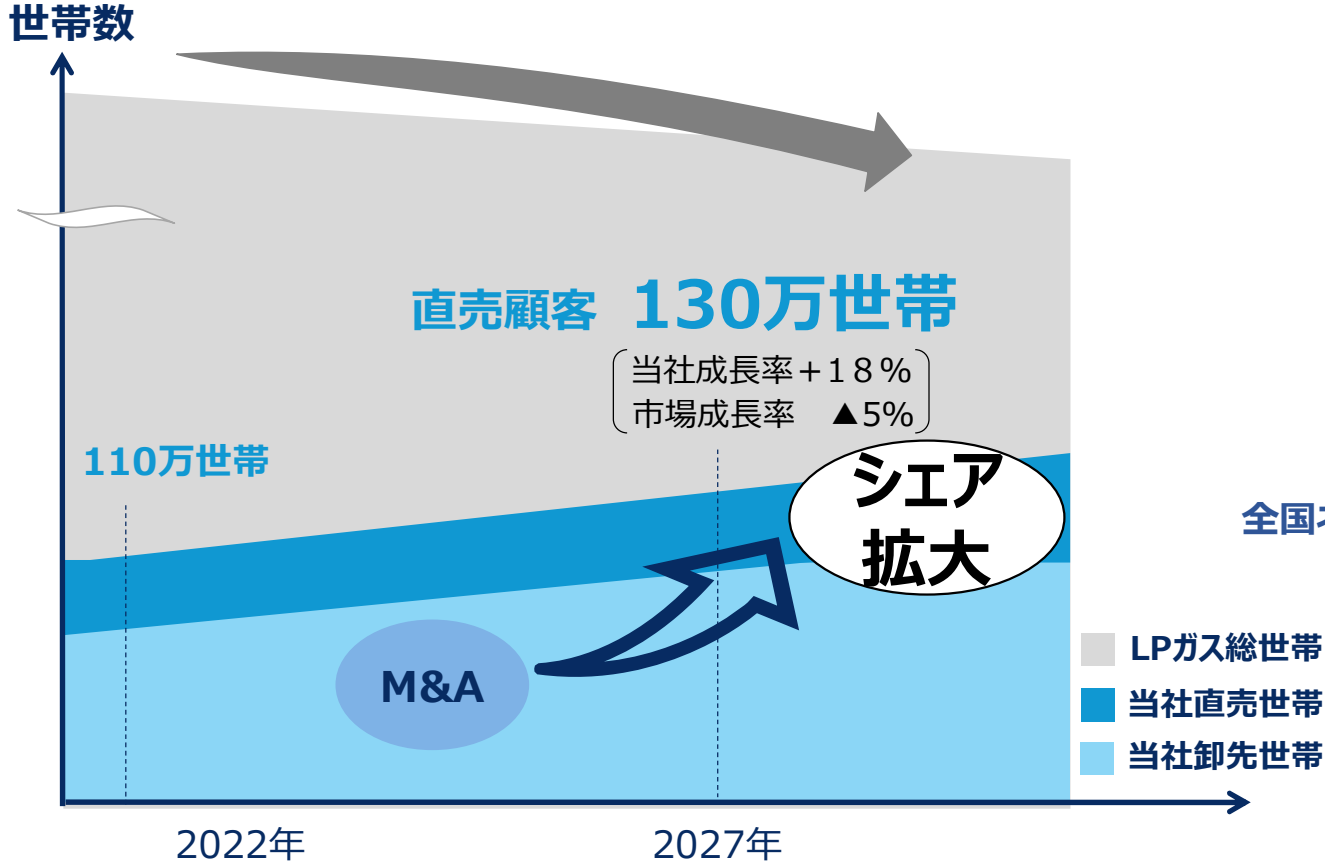 世帯数
直売顧客 130万世帯
当社成長率+18%
市場成長率 ▲5%
110万世帯
シェア
拡大
全国
M&A
LPガス総世帯
当社直売世帯
当社卸先世帯
2022年 2027年